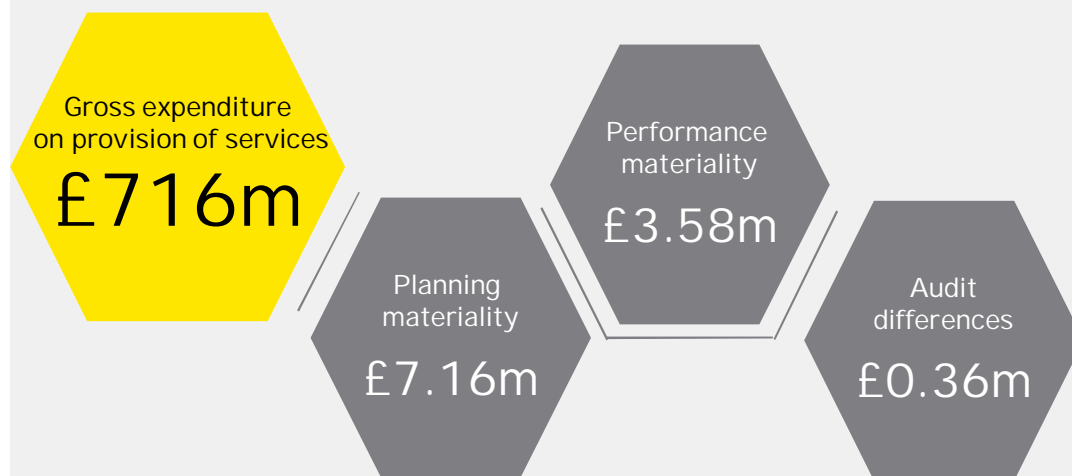 Gross expenditure
on provision of services
£716m
Planning
materiality
£7.16m
Performance
materiality
£3.58m
Audit
differences
£0.36m